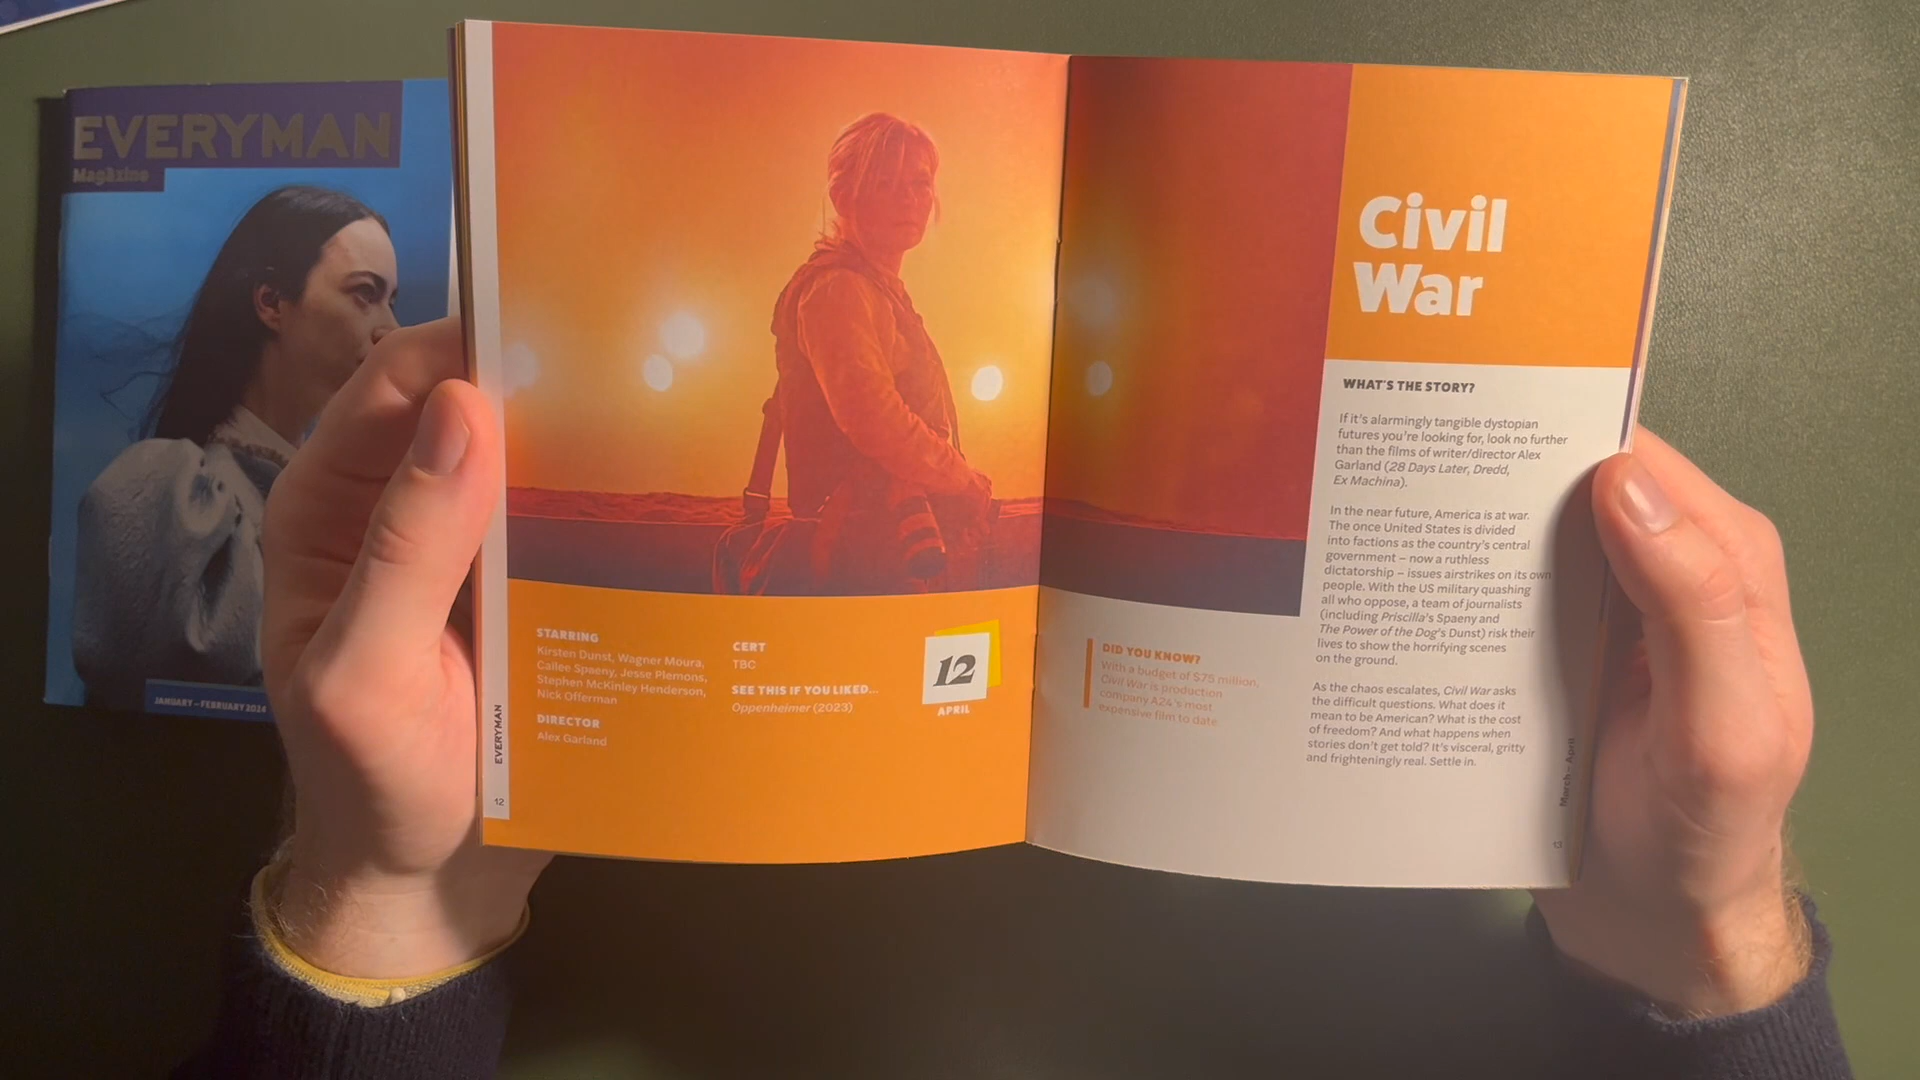 EVERYMAN
Magazine
JANUARY – FEBRUARY 2024
STARRING
Kirsten Dunst, Wagner Moura,
Cailee Spaeny, Jesse Plemons,
Stephen McKinley Henderson,
Nick Offerman
DIRECTOR
Alex Garland
CERT
TBC
SEE THIS IF YOU LIKED...
Oppenheimer (2023)
12
APRIL
EVERYMAN
12
Civil
War
WHAT'S THE STORY?
If it's alarmingly tangible dystopian
futures you're looking for, look no further
than the films of writer/director Alex
Garland (28 Days Later, Dredd,
Ex Machina).
In the near future, America is at war.
The once United States is divided
into factions as the country's central
government – now a ruthless
dictatorship – issues airstrikes on its own
people. With the US military quashing
all who oppose, a team of journalists
(including Priscilla's Spaeny and
The Power of the Dog's Dunst) risk their
lives to show the horrifying scenes
on the ground.
As the chaos escalates, Civil War asks
the difficult questions. What does it
mean to be American? What is the cost
of freedom? And what happens when
stories don't get told? It's visceral, gritty
and frighteningly real. Settle in.
DID YOU KNOW?
With a budget of $75 million,
Civil War is production
company A24's most
expensive film to date
March – April
13